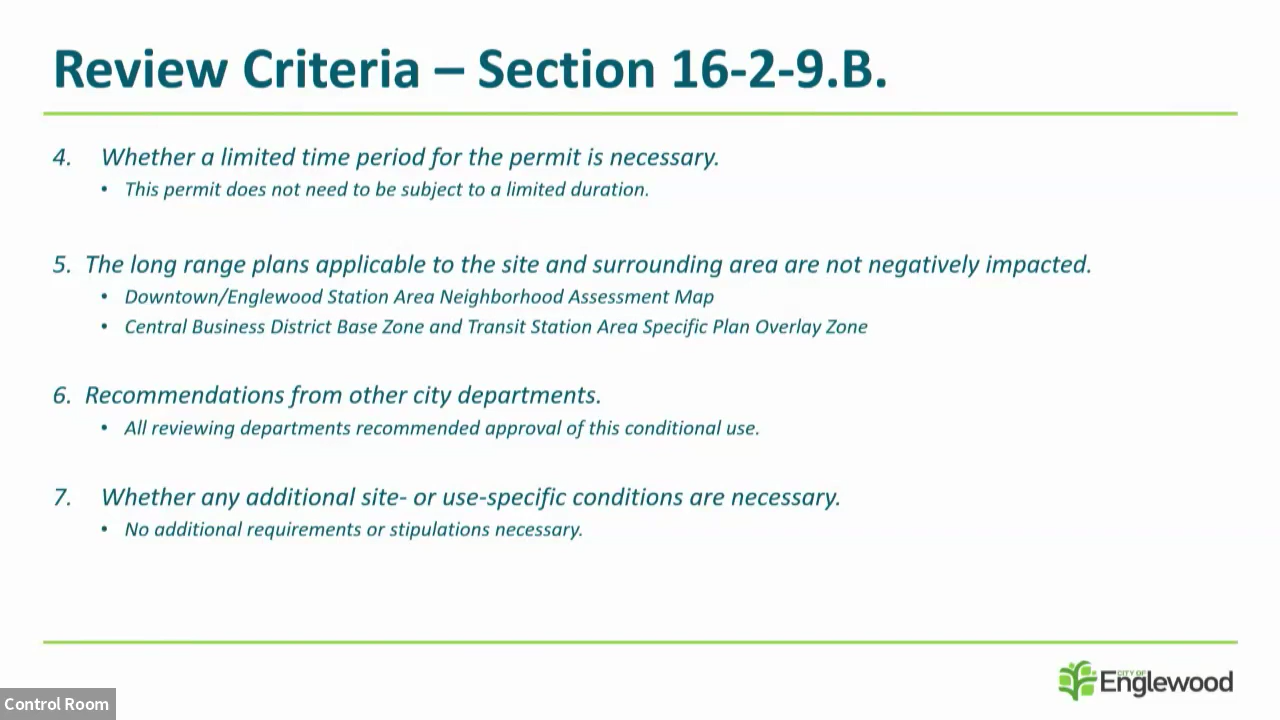 Review Criteria – Section 16-2-9.B.
4. Whether a limited time period for the permit is necessary.
• This permit does not need to be subject to a limited duration.
5. The long range plans applicable to the site and surrounding area are not negatively impacted.
• Downtown/Englewood Station Area Neighborhood Assessment Map
• Central Business District Base Zone and Transit Station Area Specific Plan Overlay Zone
6. Recommendations from other city departments.
• All reviewing departments recommended approval of this conditional use.
7. Whether any additional site- or use-specific conditions are necessary.
• No additional requirements or stipulations necessary.
CITY OF
Englewood
Control Room